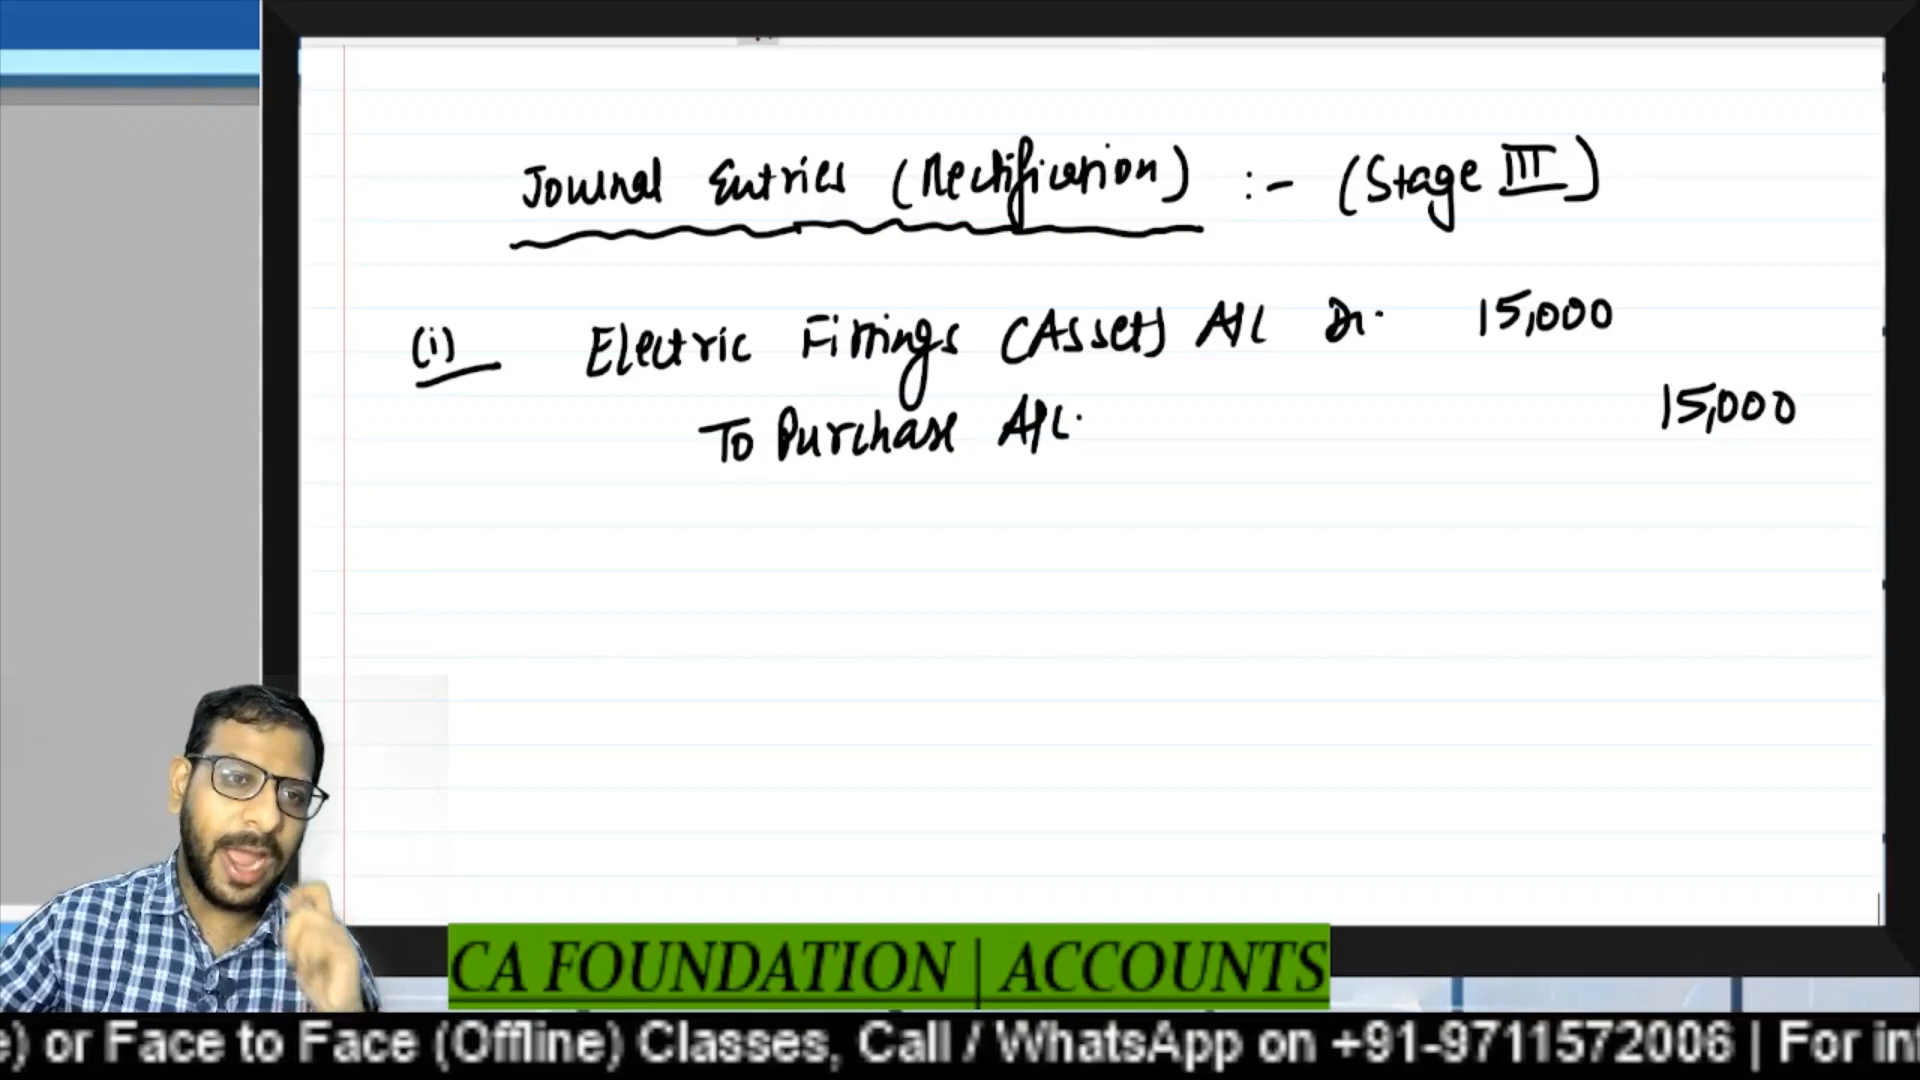 Journal Entries (Rectification) :- (Stage III)
(i) Electric Fittings (Assets) A/c Dr. 15,000
To Purchase A/c. 15,000
CA FOUNDATION | ACCOUNTS
e) or Face to Face (Offline) Classes, Call / WhatsApp on +91-9711572006 | For inf